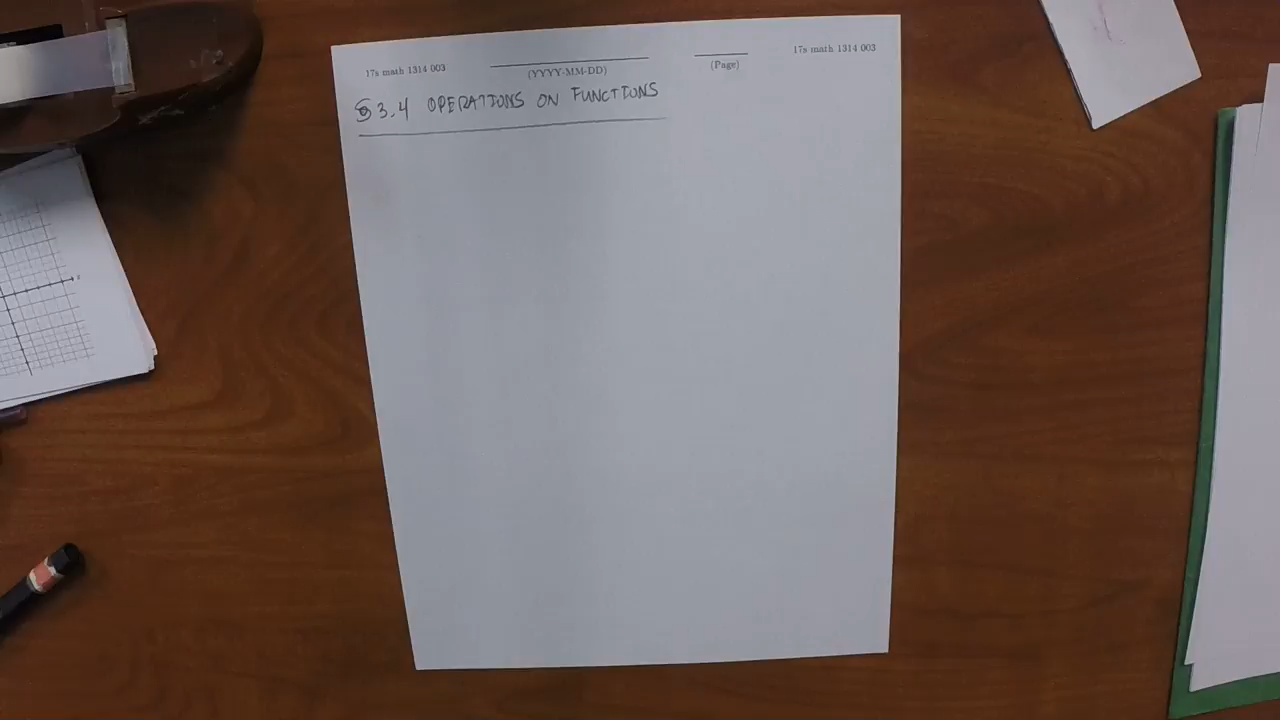 17s math 1314 003
(YYYY-MM-DD)
(Page)
17s math 1314 003
§3.4 OPERATIONS ON FUNCTIONS